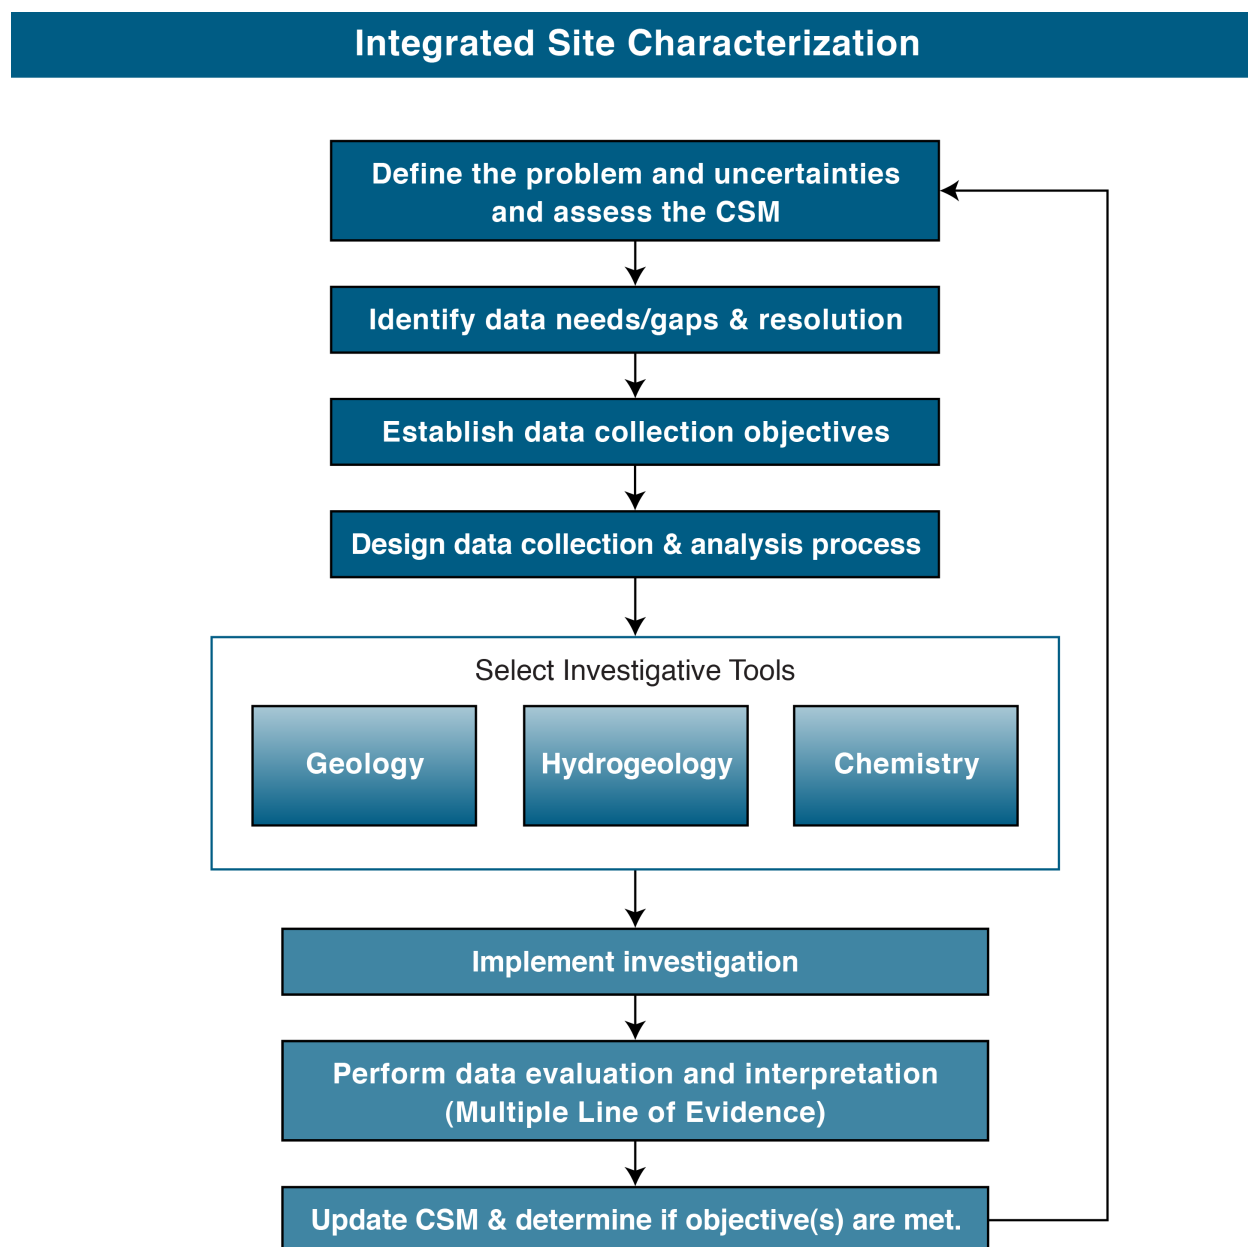 Integrated Site Characterization
Define the problem and uncertainties
and assess the CSM
Identify data needs/gaps & resolution
Establish data collection objectives
Design data collection & analysis process
Select Investigative Tools
Geology
Hydrogeology
Chemistry
Implement investigation
Perform data evaluation and interpretation
(Multiple Line of Evidence)
Update CSM & determine if objective(s) are met.